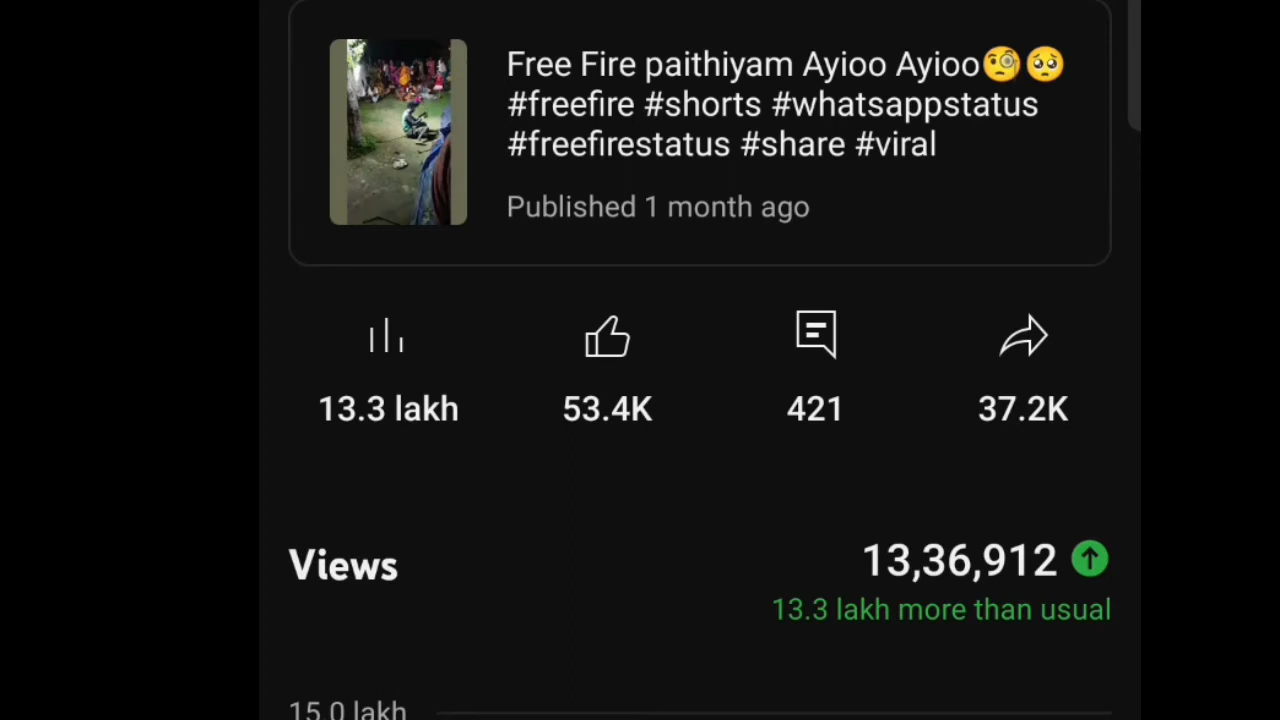 Free Fire paithiyam Ayioo Ayioo🧐🥺
#freefire #shorts #whatsappstatus
#freefirestatus #share #viral
Published 1 month ago
13.3 lakh
53.4K
421
37.2K
Views
13,36,912
13.3 lakh more than usual
15.0 lakh